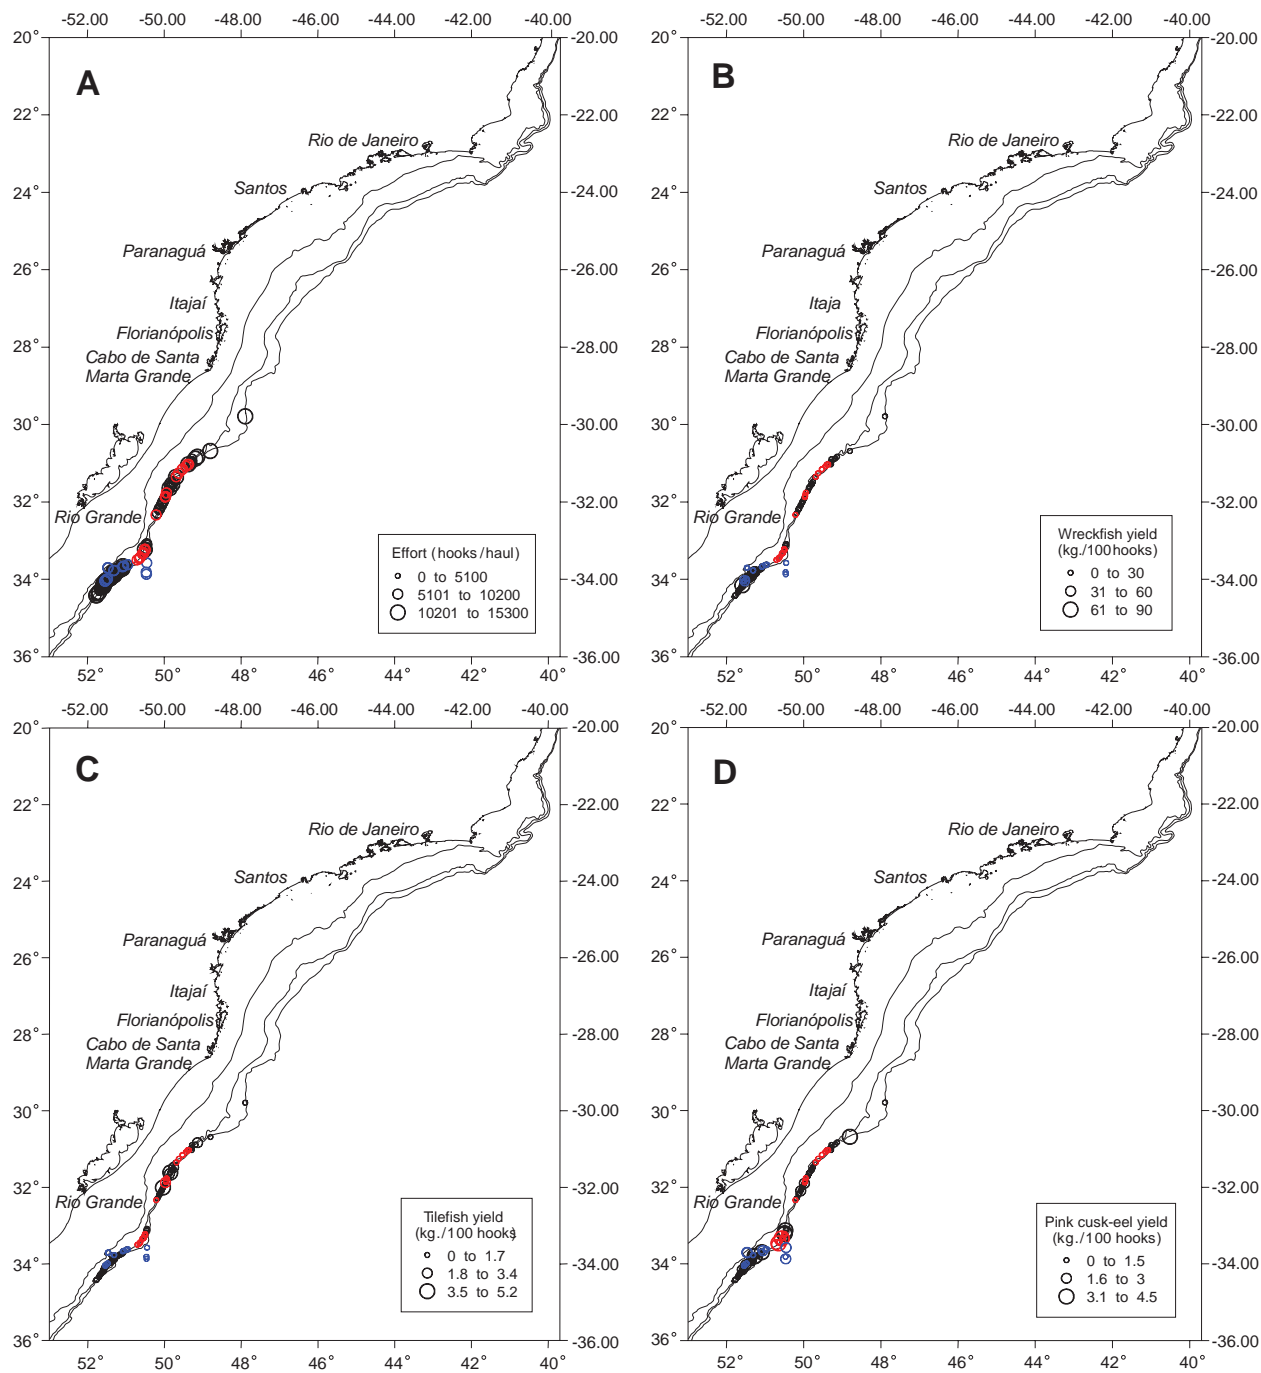 -52.00 -50.00 -48.00 -46.00 -44.00 -42.00 -40.00
20° -20.00
A
22° -22.00
Rio de Janeiro
24° -24.00
Santos
Paranaguá
26° -26.00
Itajaí
Florianópolis
28° -28.00
Cabo de Santa
Marta Grande
30° -30.00
32° -32.00
Rio Grande
Effort (hooks/haul)
0 to 5100
5101 to 10200
10201 to 15300
34° -34.00
36° -36.00
52° 50° 48° 46° 44° 42° 40°
-52.00 -50.00 -48.00 -46.00 -44.00 -42.00 -40.00
20° -20.00
B
22° -22.00
Rio de Janeiro
24° -24.00
Santos
Paranaguá
26° -26.00
Itaja
Florianópolis
28° -28.00
Cabo de Santa
Marta Grande
30° -30.00
32° -32.00
Rio Grande
Wreckfish yield
(kg./100 hooks)
0 to 30
31 to 60
61 to 90
34° -34.00
36° -36.00
52° 50° 48° 46° 44° 42° 40°
-52.00 -50.00 -48.00 -46.00 -44.00 -42.00 -40.00
20° -20.00
C
22° -22.00
Rio de Janeiro
24° -24.00
Santos
Paranaguá
26° -26.00
Itajaí
Florianópolis
28° -28.00
Cabo de Santa
Marta Grande
30° -30.00
32° -32.00
Rio Grande
Tilefish yield
(kg./100 hooks)
0 to 1.7
1.8 to 3.4
3.5 to 5.2
34° -34.00
36° -36.00
52° 50° 48° 46° 44° 42° 40°
-52.00 -50.00 -48.00 -46.00 -44.00 -42.00 -40.00
20° -20.00
D
22° -22.00
Rio de Janeiro
24° -24.00
Santos
Paranaguá
26° -26.00
Itajaí
Florianópolis
28° -28.00
Cabo de Santa
Marta Grande
30° -30.00
32° -32.00
Rio Grande
Pink cusk-eel yield
(kg./100 hooks)
0 to 1.5
1.6 to 3
3.1 to 4.5
34° -34.00
36° -36.00
52° 50° 48° 46° 44° 42° 40°